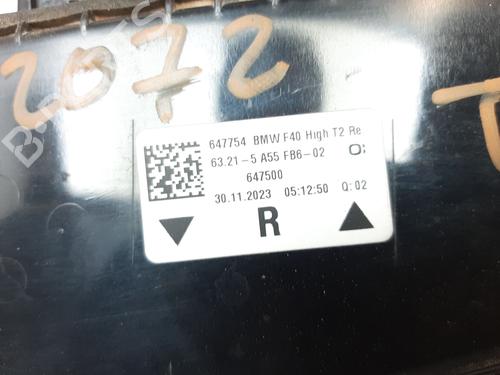 2072
647754 BMW F40 High T2 Re
63.21-5 A55 FB6-02
647500
30.11.2023 05:12:50 Q:02
R